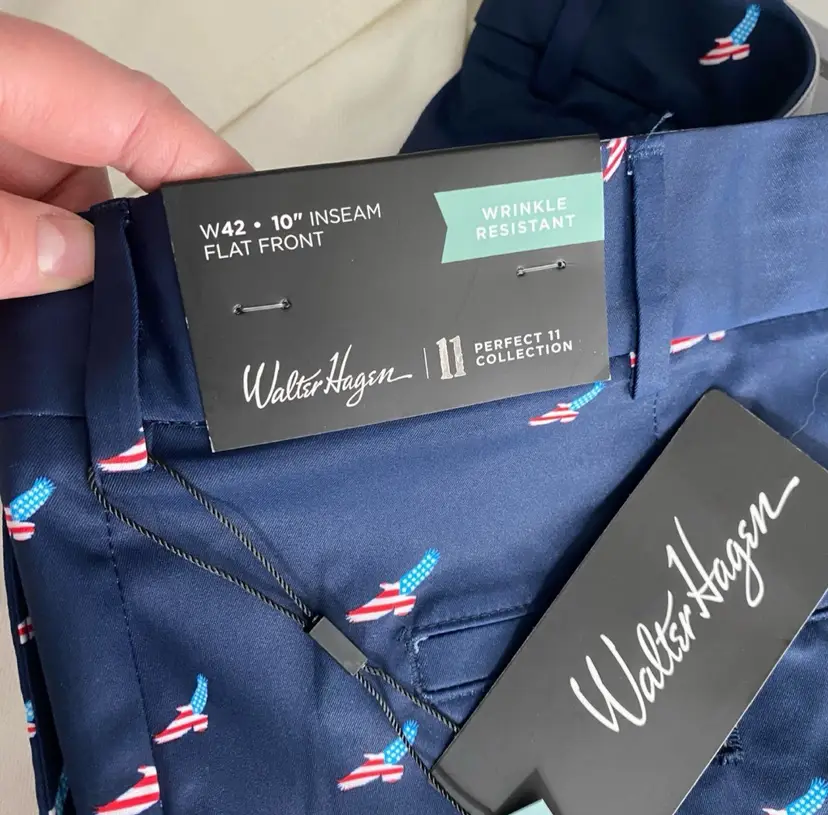 W42 • 10" INSEAM
FLAT FRONT
WRINKLE
RESISTANT
Walter Hagen
11
PERFECT 11
COLLECTION
Walter Hagen